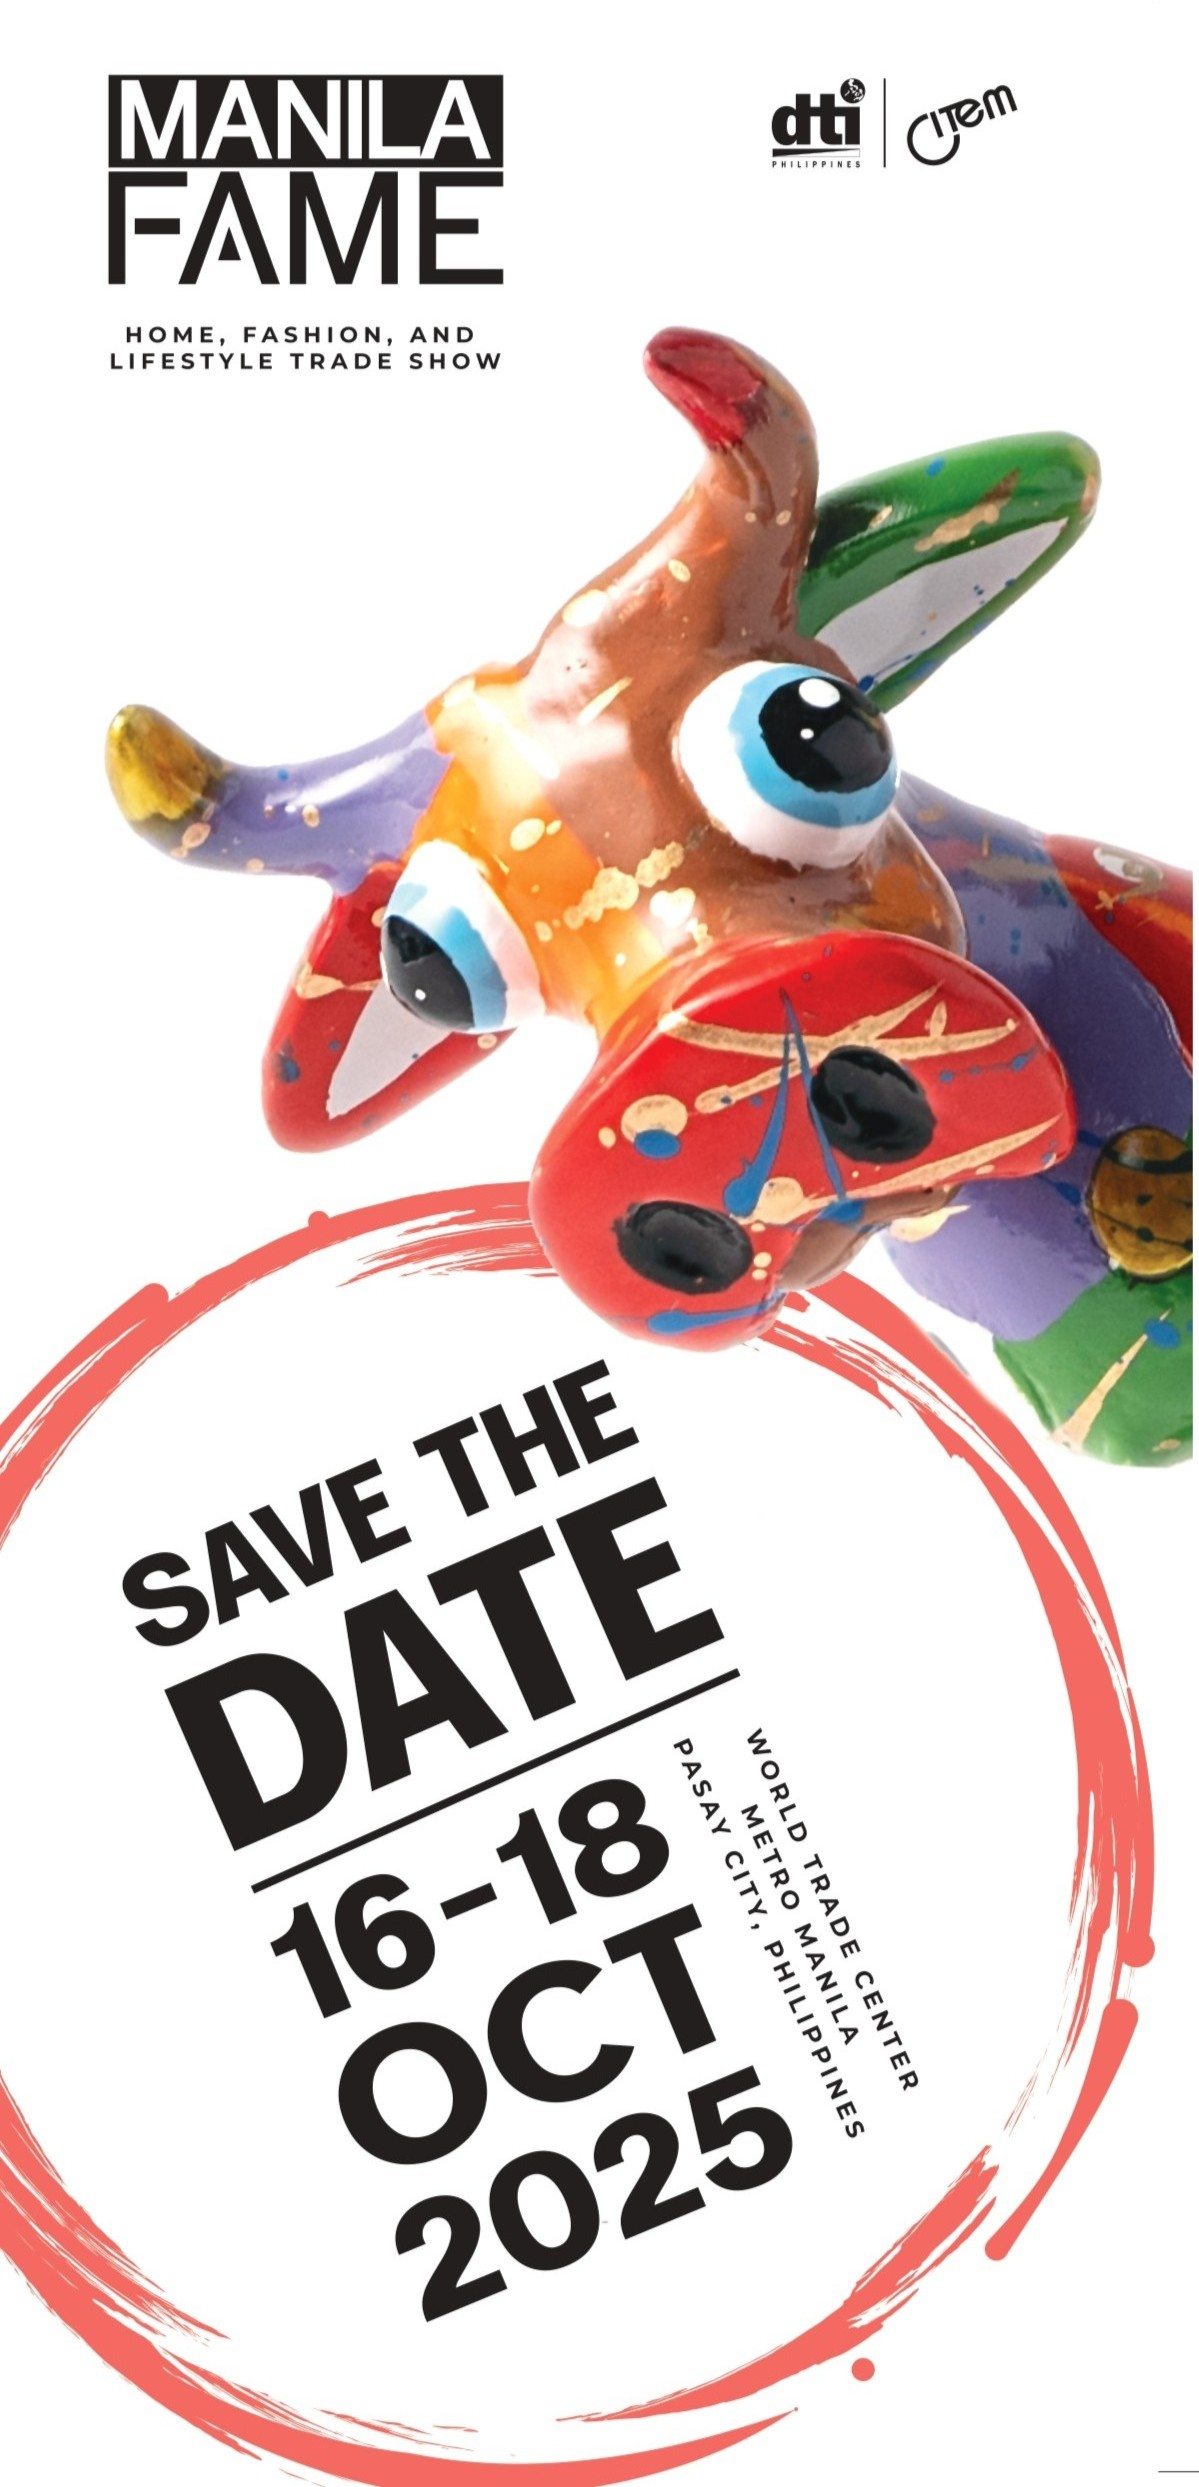 MANILA
FAME
HOME, FASHION, AND
LIFESTYLE TRADE SHOW
dti
PHILIPPINES
CITEM
SAVE THE
DATE
16-18
OCT
2025
WORLD TRADE CENTER
METRO MANILA
PASAY CITY, PHILIPPINES